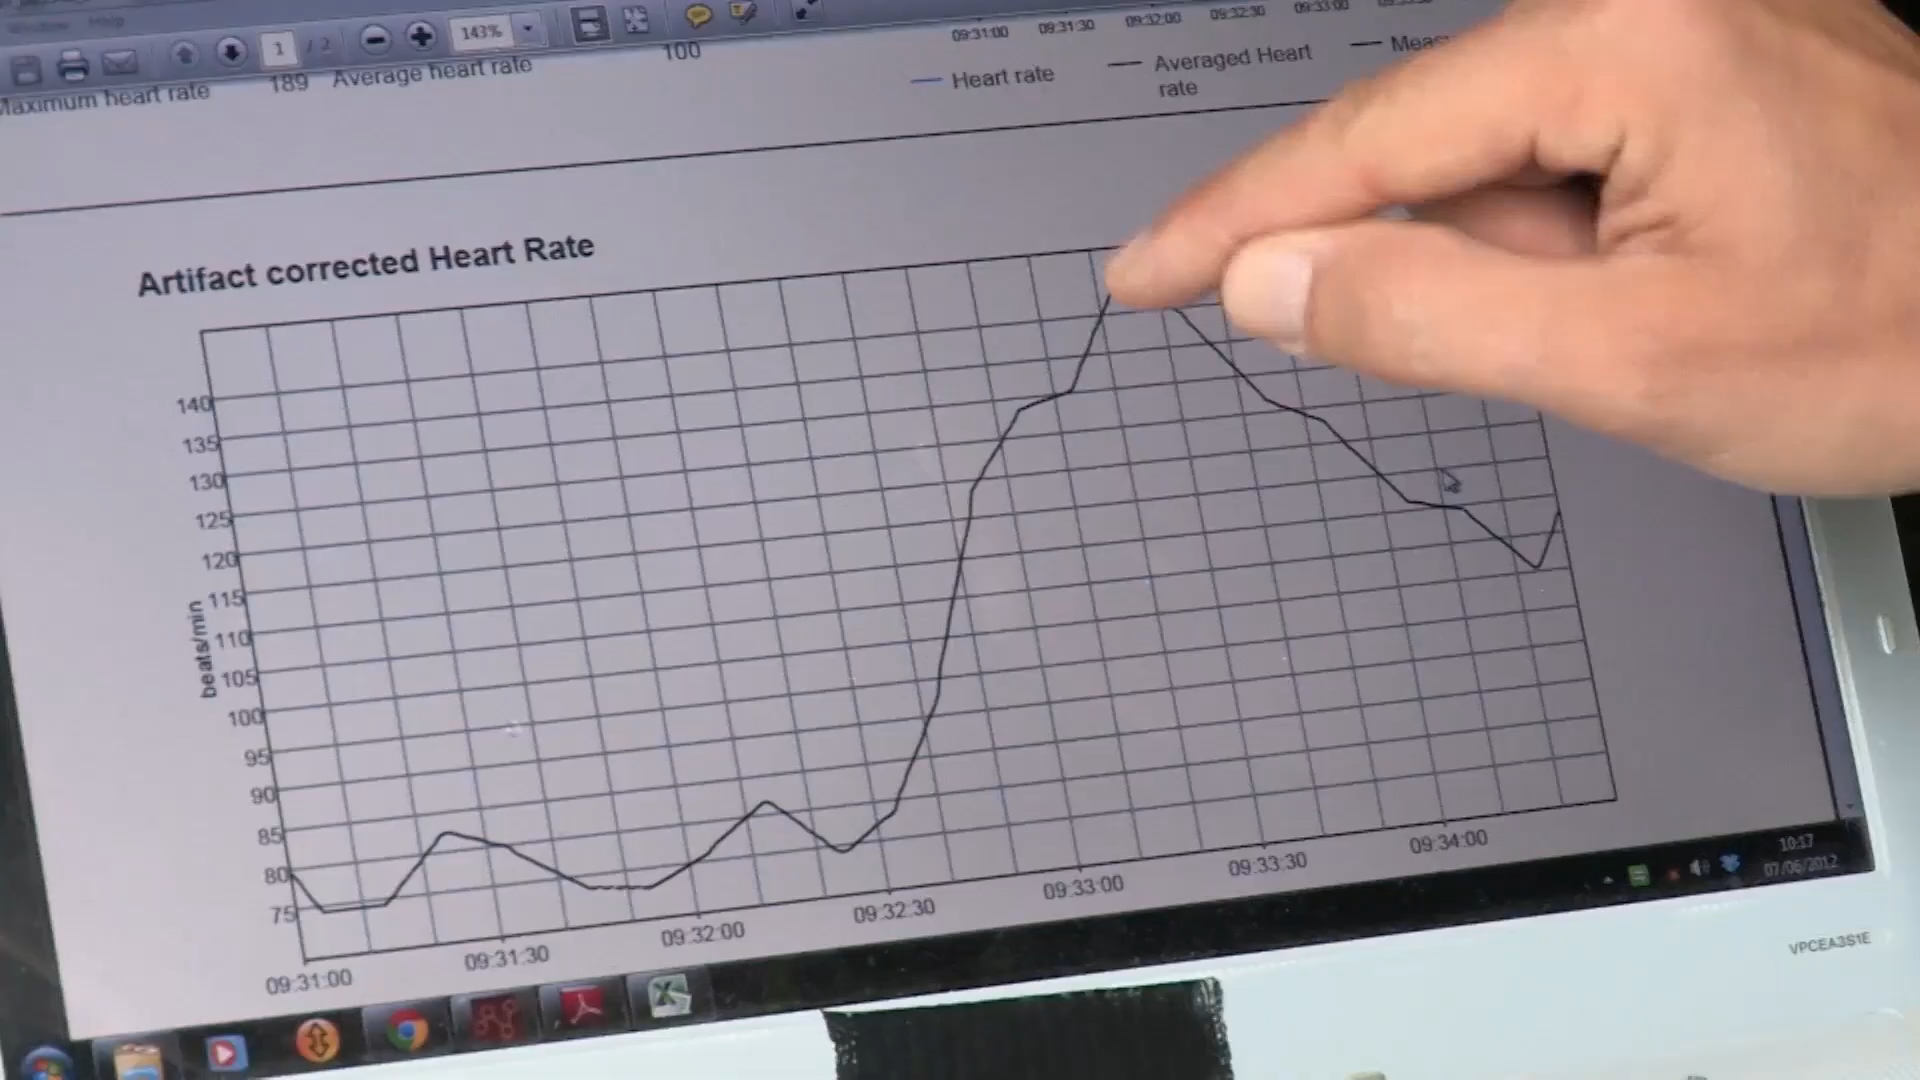 Window Help
1 / 2
143%
09:31:00 09:31:30 09:32:00 09:32:30 09:33:00
Maximum heart rate 189 Average heart rate 100
Heart rate
Averaged Heart rate
Artifact corrected Heart Rate
beats/min
140
135
130
125
120
115
110
105
100
95
90
85
80
75
09:31:00 09:31:30 09:32:00 09:32:30 09:33:00 09:33:30 09:34:00
10:17
07/06/2012
VPCEA3S1E